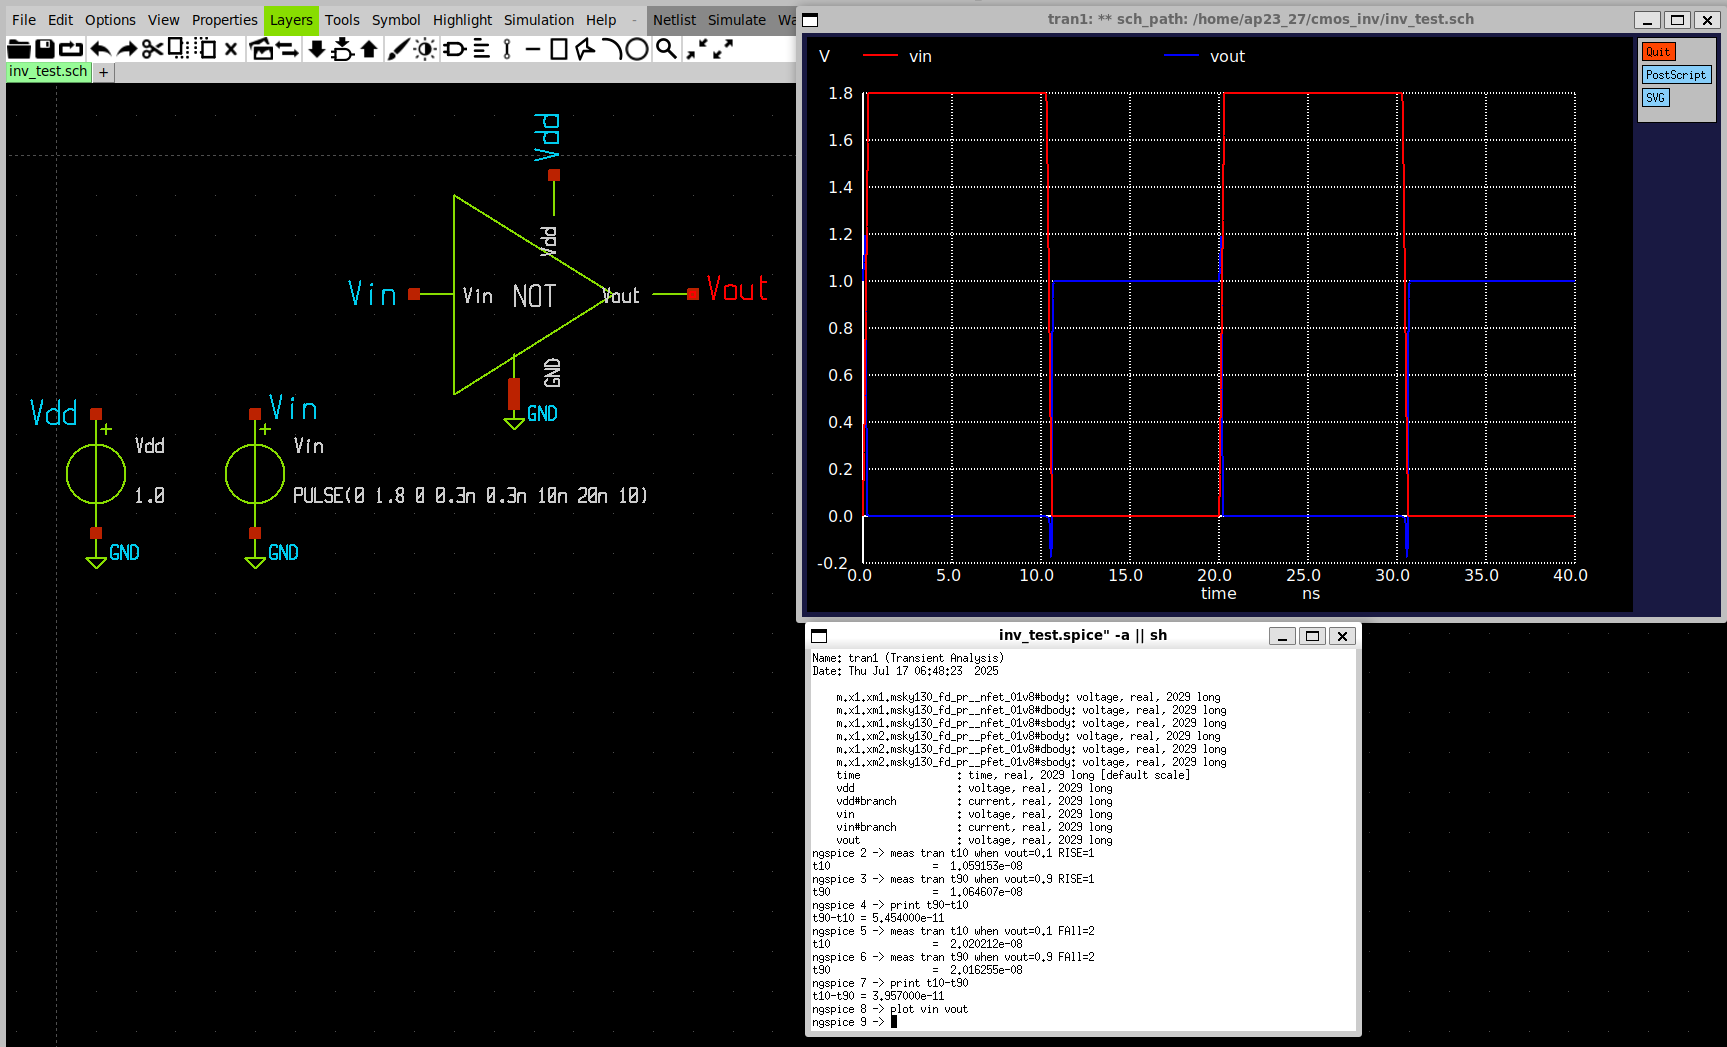 File Edit Options View Properties Layers Tools Symbol Highlight Simulation Help - Netlist Simulate Wa
inv_test.sch +
Vdd
Vdd
Vin
Vin
NOT
Vout
Vout
GND
GND
Vdd
+
Vdd
1.0
GND
Vin
+
Vin
PULSE(0 1.8 0 0.3n 0.3n 10n 20n 10)
GND
tran1: ** sch_path: /home/ap23_27/cmos_inv/inv_test.sch
Quit
PostScript
SVG
V vin vout
1.8
1.6
1.4
1.2
1.0
0.8
0.6
0.4
0.2
0.0
-0.2
0.0 5.0 10.0 15.0 20.0 25.0 30.0 35.0 40.0
time ns
inv_test.spice" -a || sh
Name: tran1 (Transient Analysis)
Date: Thu Jul 17 06:48:23  2025
m.x1.xm1.msky130_fd_pr__nfet_01v8#body: voltage, real, 2029 long
m.x1.xm1.msky130_fd_pr__nfet_01v8#dbody: voltage, real, 2029 long
m.x1.xm1.msky130_fd_pr__nfet_01v8#sbody: voltage, real, 2029 long
m.x1.xm2.msky130_fd_pr__pfet_01v8#body: voltage, real, 2029 long
m.x1.xm2.msky130_fd_pr__pfet_01v8#dbody: voltage, real, 2029 long
m.x1.xm2.msky130_fd_pr__pfet_01v8#sbody: voltage, real, 2029 long
time : time, real, 2029 long [default scale]
vdd : voltage, real, 2029 long
vdd#branch : current, real, 2029 long
vin : voltage, real, 2029 long
vin#branch : current, real, 2029 long
vout : voltage, real, 2029 long
ngspice 2 -> meas tran t10 when vout=0.1 RISE=1
t10 = 1.059153e-08
ngspice 3 -> meas tran t90 when vout=0.9 RISE=1
t90 = 1.064607e-08
ngspice 4 -> print t90-t10
t90-t10 = 5.454000e-11
ngspice 5 -> meas tran t10 when vout=0.1 FAll=2
t10 = 2.020212e-08
ngspice 6 -> meas tran t90 when vout=0.9 FAll=2
t90 = 2.016255e-08
ngspice 7 -> print t10-t90
t10-t90 = 3.957000e-11
ngspice 8 -> plot vin vout
ngspice 9 ->